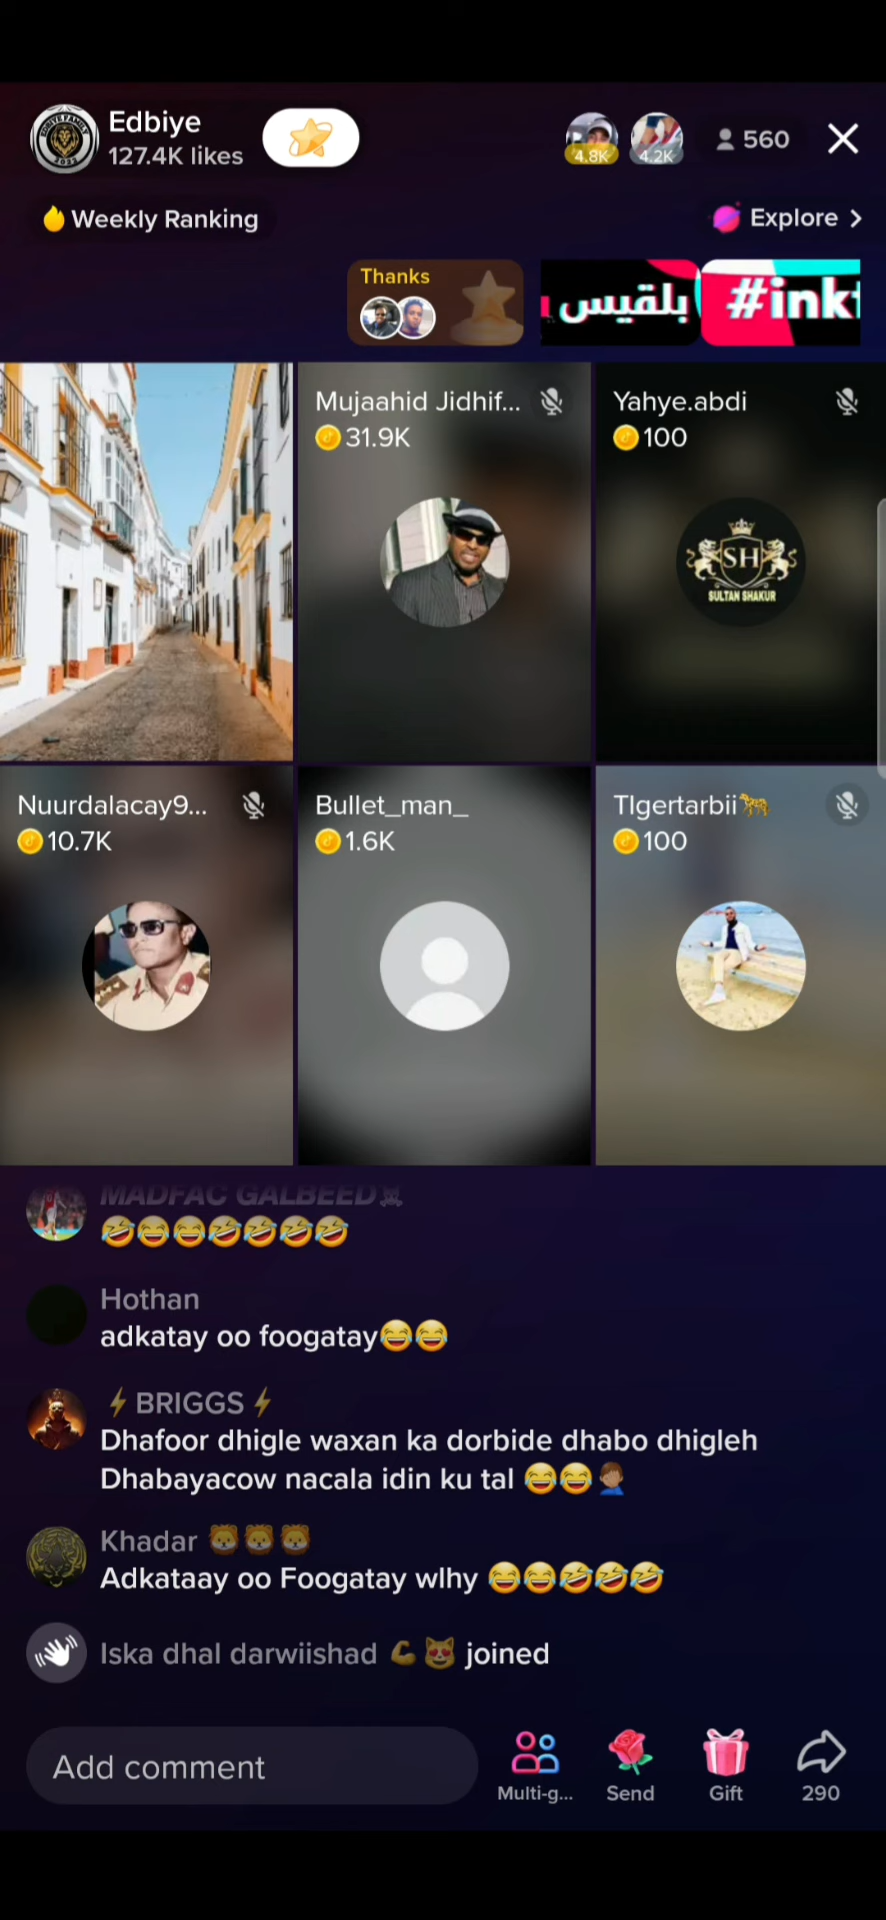 Edbiye
127.4K likes
4.8K
4.2K
560
Weekly Ranking
Explore
Thanks
بلقيس
#ink
Mujaahid Jidhif...
31.9K
Yahye.abdi
100
SH
SULTAN SHAKUR
Nuurdalacay9...
10.7K
Bullet_man_
1.6K
TIgertarbii🐆
100
MADFAC GALBEED☠
🤣😂😂🤣🤣🤣🤣
Hothan
adkatay oo foogatay😂😂
⚡BRIGGS⚡
Dhafoor dhigle waxan ka dorbide dhabo dhigleh
Dhabayacow nacala idin ku tal 😂😂🤦🏽‍♂️
Khadar 🦁🦁🦁
Adkataay oo Foogatay wlhy 😂😂🤣🤣🤣
Iska dhal darwiishad 💪😻 joined
Add comment
Multi-g...
Send
Gift
290